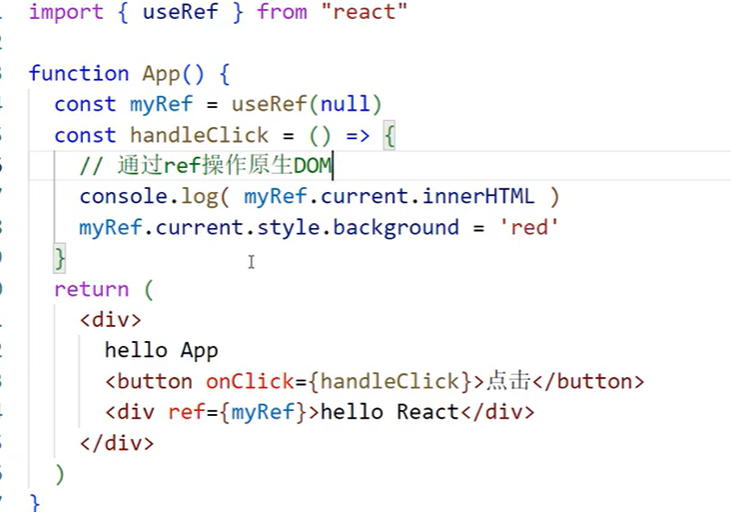 import { useRef } from "react"
function App() {
const myRef = useRef(null)
const handleClick = () => {
// 通过ref操作原生DOM
console.log( myRef.current.innerHTML )
myRef.current.style.background = 'red'
}
return (
<div>
hello App
<button onClick={handleClick}>点击</button>
<div ref={myRef}>hello React</div>
</div>
)
}